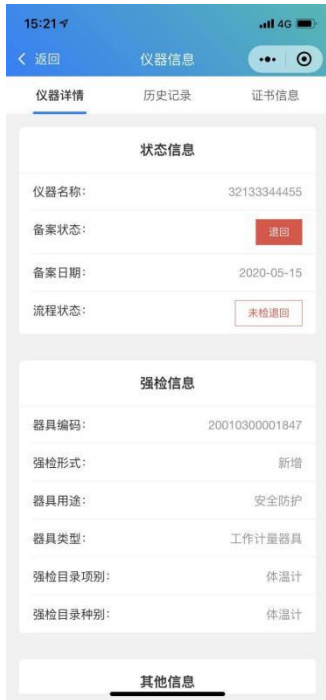 15:21
4G
返回
仪器信息
仪器详情 历史记录 证书信息
状态信息
仪器名称： 32133344455
备案状态： 退回
备案日期： 2020-05-15
流程状态： 未检退回
强检信息
器具编码： 20010300001847
强检形式： 新增
器具用途： 安全防护
器具类型： 工作计量器具
强检目录项别： 体温计
强检目录种别： 体温计
其他信息